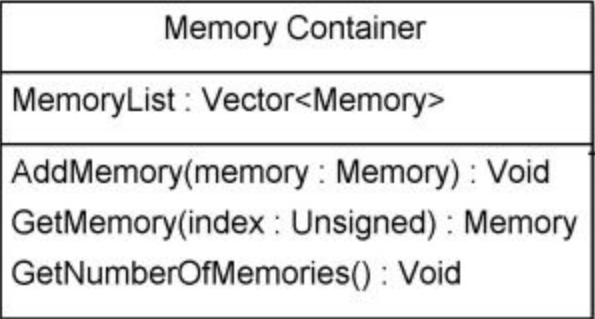 Memory Container
MemoryList : Vector<Memory>
AddMemory(memory : Memory) : Void
GetMemory(index : Unsigned) : Memory
GetNumberOfMemories() : Void